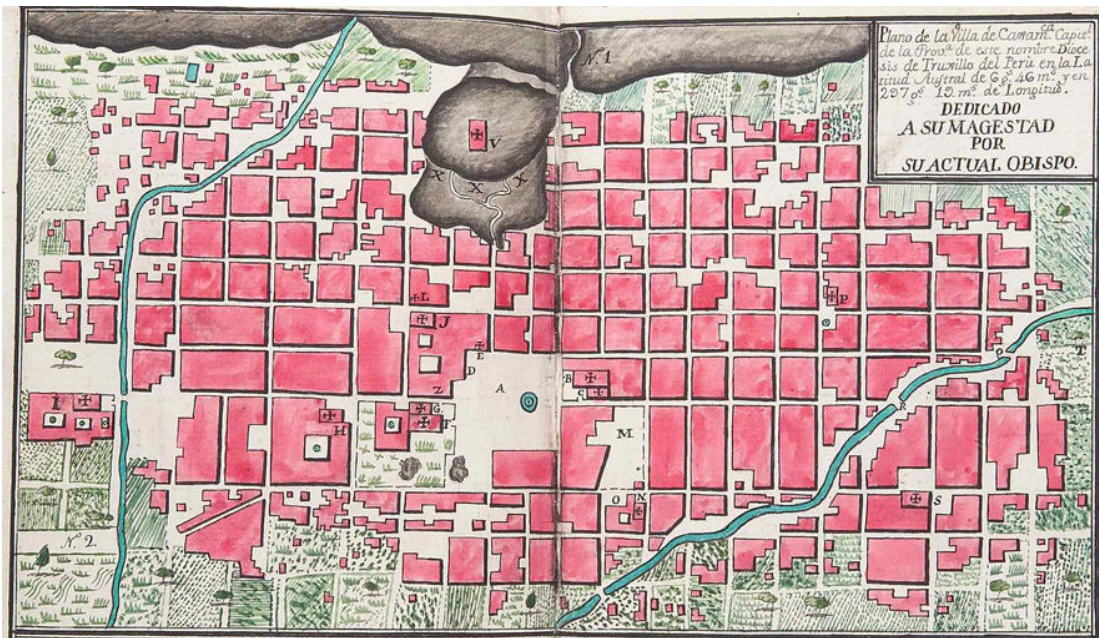 Plano de la Villa de Caxam.ca Capit.l
de la Prov.a de este nombre Dioce
sis de Truxillo del Perù en la La
titud Austral de 6 g.s 46 m.s y en
297 g.s 19 m.s de Longitud.
DEDICADO
A SU MAGESTAD
POR
SU ACTUAL OBISPO.
N.1
V
X X X
L
P
J
E
D
T
Z
A
B
C
I
G
F
R
H
M
O
N
S
N.2.